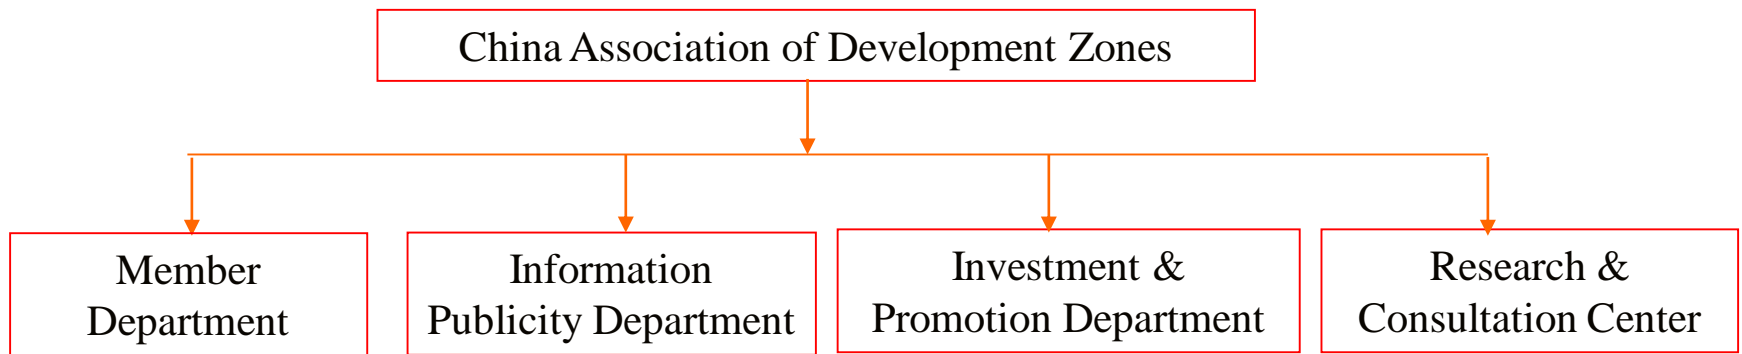 China Association of Development Zones
Member
Department
Information
Publicity Department
Investment &
Promotion Department
Research &
Consultation Center